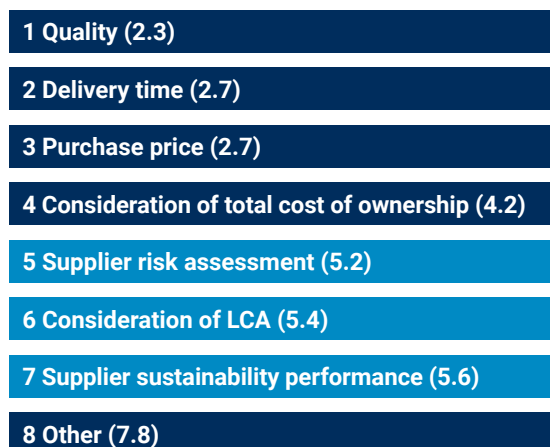 1 Quality (2.3)
2 Delivery time (2.7)
3 Purchase price (2.7)
4 Consideration of total cost of ownership (4.2)
5 Supplier risk assessment (5.2)
6 Consideration of LCA (5.4)
7 Supplier sustainability performance (5.6)
8 Other (7.8)